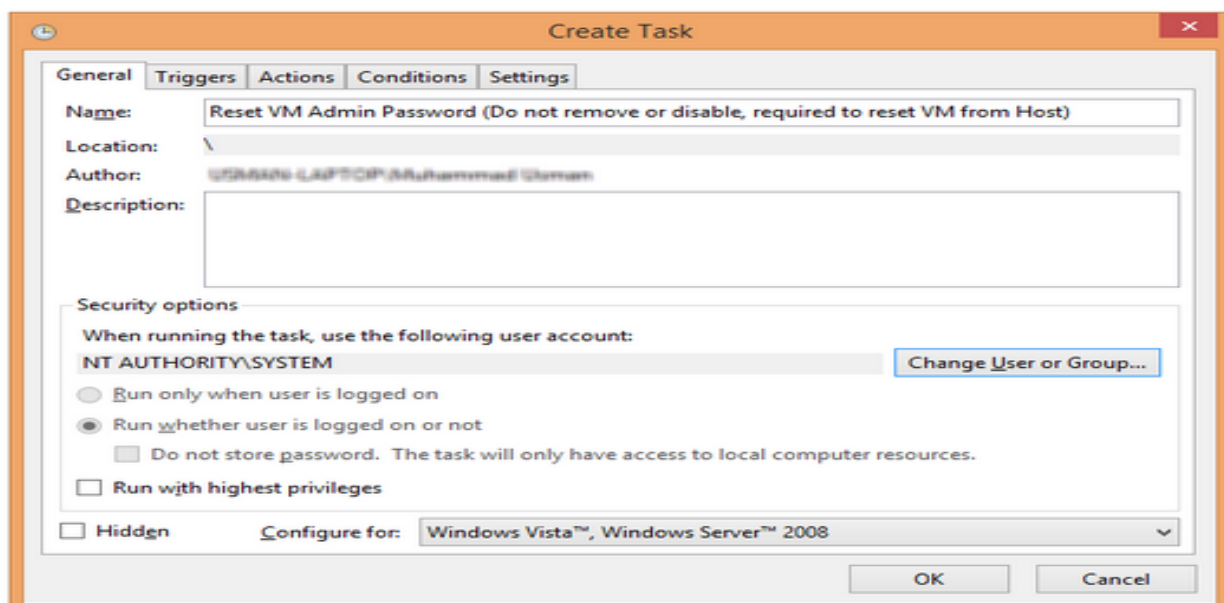 Create Task
General Triggers Actions Conditions Settings
Name: Reset VM Admin Password (Do not remove or disable, required to reset VM from Host)
Location: \
Author:
Description:
Security options
When running the task, use the following user account:
NT AUTHORITY\SYSTEM Change User or Group...
Run only when user is logged on
Run whether user is logged on or not
Do not store password. The task will only have access to local computer resources.
Run with highest privileges
Hidden Configure for: Windows Vista™, Windows Server™ 2008
OK Cancel